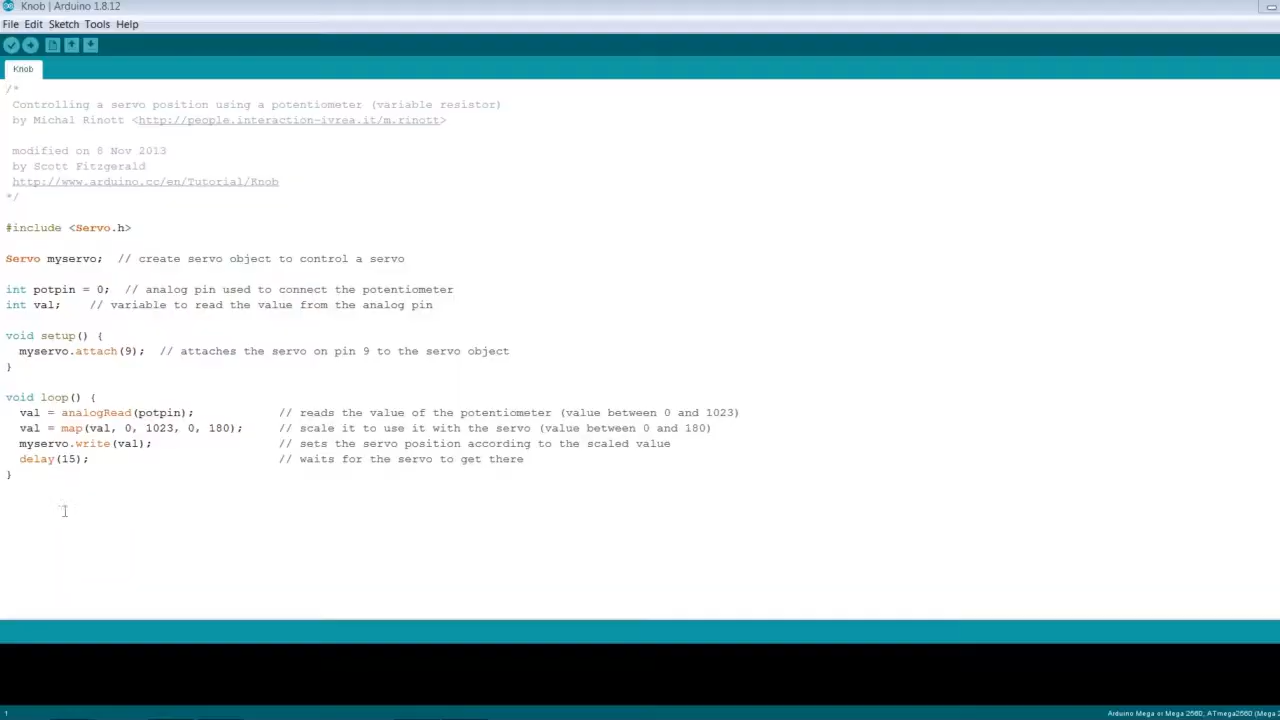 Knob | Arduino 1.8.12
File Edit Sketch Tools Help
Knob
/*
Controlling a servo position using a potentiometer (variable resistor)
by Michal Rinott <http://people.interaction-ivrea.it/m.rinott>
modified on 8 Nov 2013
by Scott Fitzgerald
http://www.arduino.cc/en/Tutorial/Knob
*/
#include <Servo.h>
Servo myservo;  // create servo object to control a servo
int potpin = 0;  // analog pin used to connect the potentiometer
int val;    // variable to read the value from the analog pin
void setup() {
myservo.attach(9);  // attaches the servo on pin 9 to the servo object
}
void loop() {
val = analogRead(potpin);            // reads the value of the potentiometer (value between 0 and 1023)
val = map(val, 0, 1023, 0, 180);     // scale it to use it with the servo (value between 0 and 180)
myservo.write(val);                  // sets the servo position according to the scaled value
delay(15);                           // waits for the servo to get there
}
1
Arduino Mega or Mega 2560, ATmega2560 (Mega 2